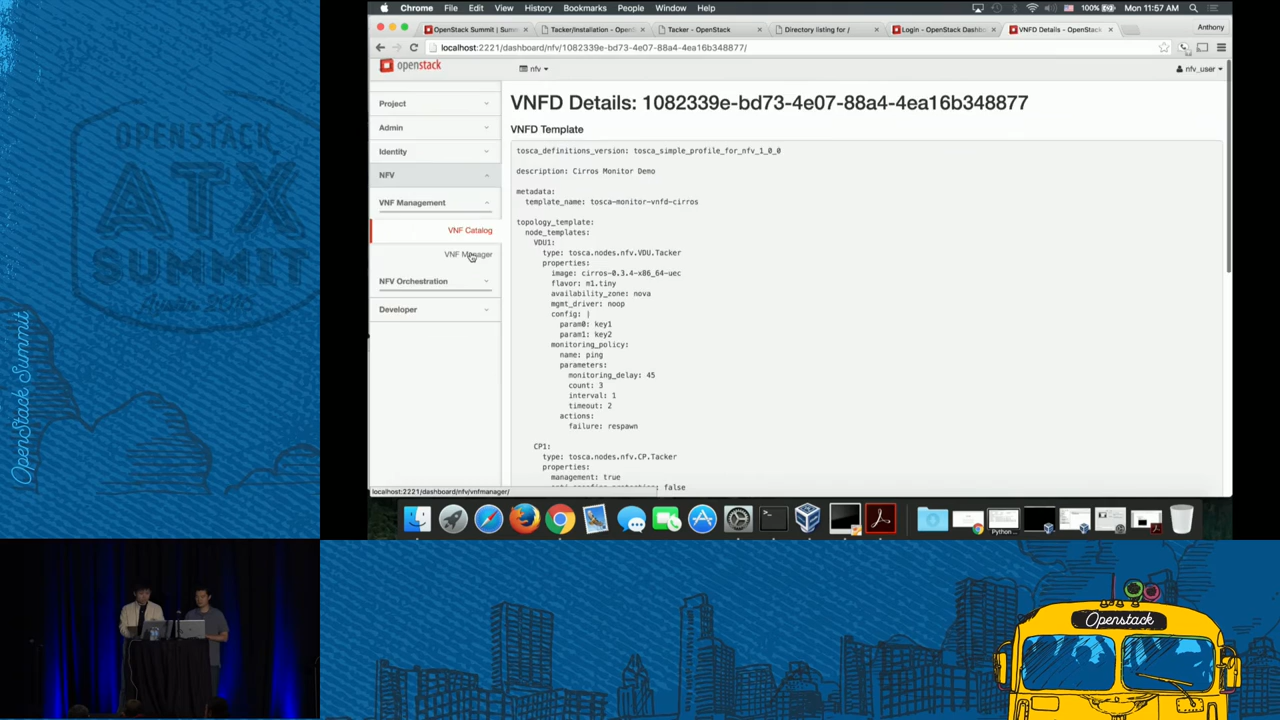 Chrome File Edit View History Bookmarks People Window Help 100% Mon 11:57 AM
OpenStack Summit | Summ Tacker/Installation - Open Tacker - OpenStack Directory listing for / Login - OpenStack Dashbo VNFD Details - OpenStack Anthony
localhost:2221/dashboard/nfv/1082339e-bd73-4e07-88a4-4ea16b348877/
openstack nfv nfv_user
Project
Admin
Identity
NFV
VNF Management
VNF Catalog
VNF Manager
NFV Orchestration
Developer
VNFD Details: 1082339e-bd73-4e07-88a4-4ea16b348877
VNFD Template
tosca_definitions_version: tosca_simple_profile_for_nfv_1_0_0
description: Cirros Monitor Demo
metadata:
template_name: tosca-monitor-vnfd-cirros
topology_template:
node_templates:
VDU1:
type: tosca.nodes.nfv.VDU.Tacker
properties:
image: cirros-0.3.4-x86_64-uec
flavor: m1.tiny
availability_zone: nova
mgmt_driver: noop
config: |
param0: key1
param1: key2
monitoring_policy:
name: ping
parameters:
monitoring_delay: 45
count: 3
interval: 1
timeout: 2
actions:
failure: respawn
CP1:
type: tosca.nodes.nfv.CP.Tacker
properties:
management: true
false
localhost:2221/dashboard/nfv/vnfmanager/
OPENSTACK
ATX
SUMMIT
OpenStack Summit
Openstack